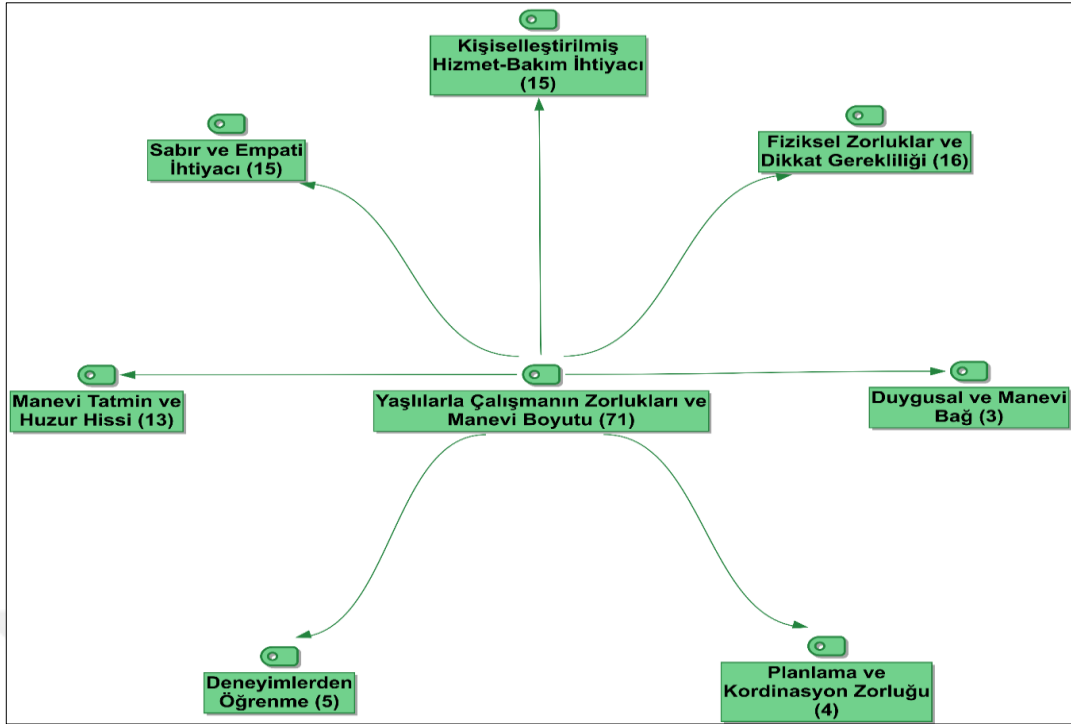 Kişiselleştirilmiş
Hizmet-Bakım İhtiyacı
(15)
Sabır ve Empati
İhtiyacı (15)
Fiziksel Zorluklar ve
Dikkat Gerekliliği (16)
Manevi Tatmin ve
Huzur Hissi (13)
Yaşlılarla Çalışmanın Zorlukları ve
Manevi Boyutu (71)
Duygusal ve Manevi
Bağ (3)
Deneyimlerden
Öğrenme (5)
Planlama ve
Kordinasyon Zorluğu
(4)